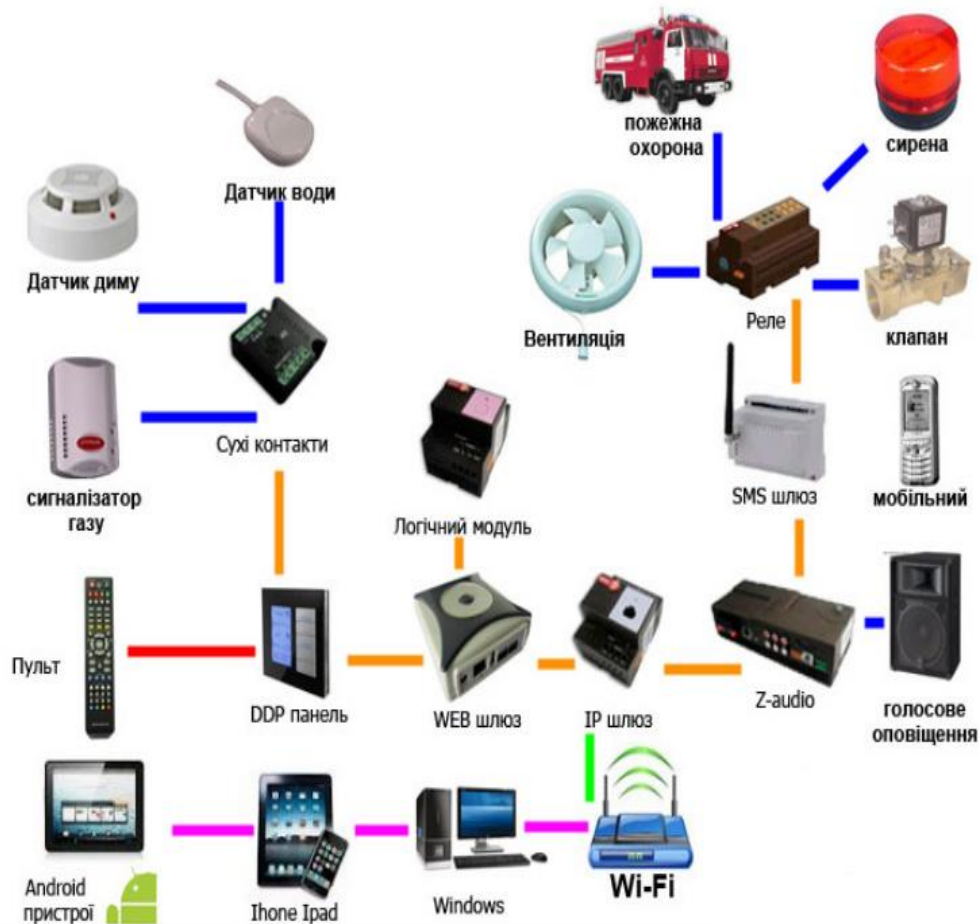 пожежна
охорона
сирена
Датчик води
Датчик диму
Вентиляція
Реле
клапан
Сухі контакти
сигналізатор
газу
Логічний модуль
SMS шлюз
мобільний
Пульт
DDP панель
WEB шлюз
IP шлюз
Z-audio
голосове
оповіщення
Android
пристрої
Ihone Ipad
Windows
Wi-Fi